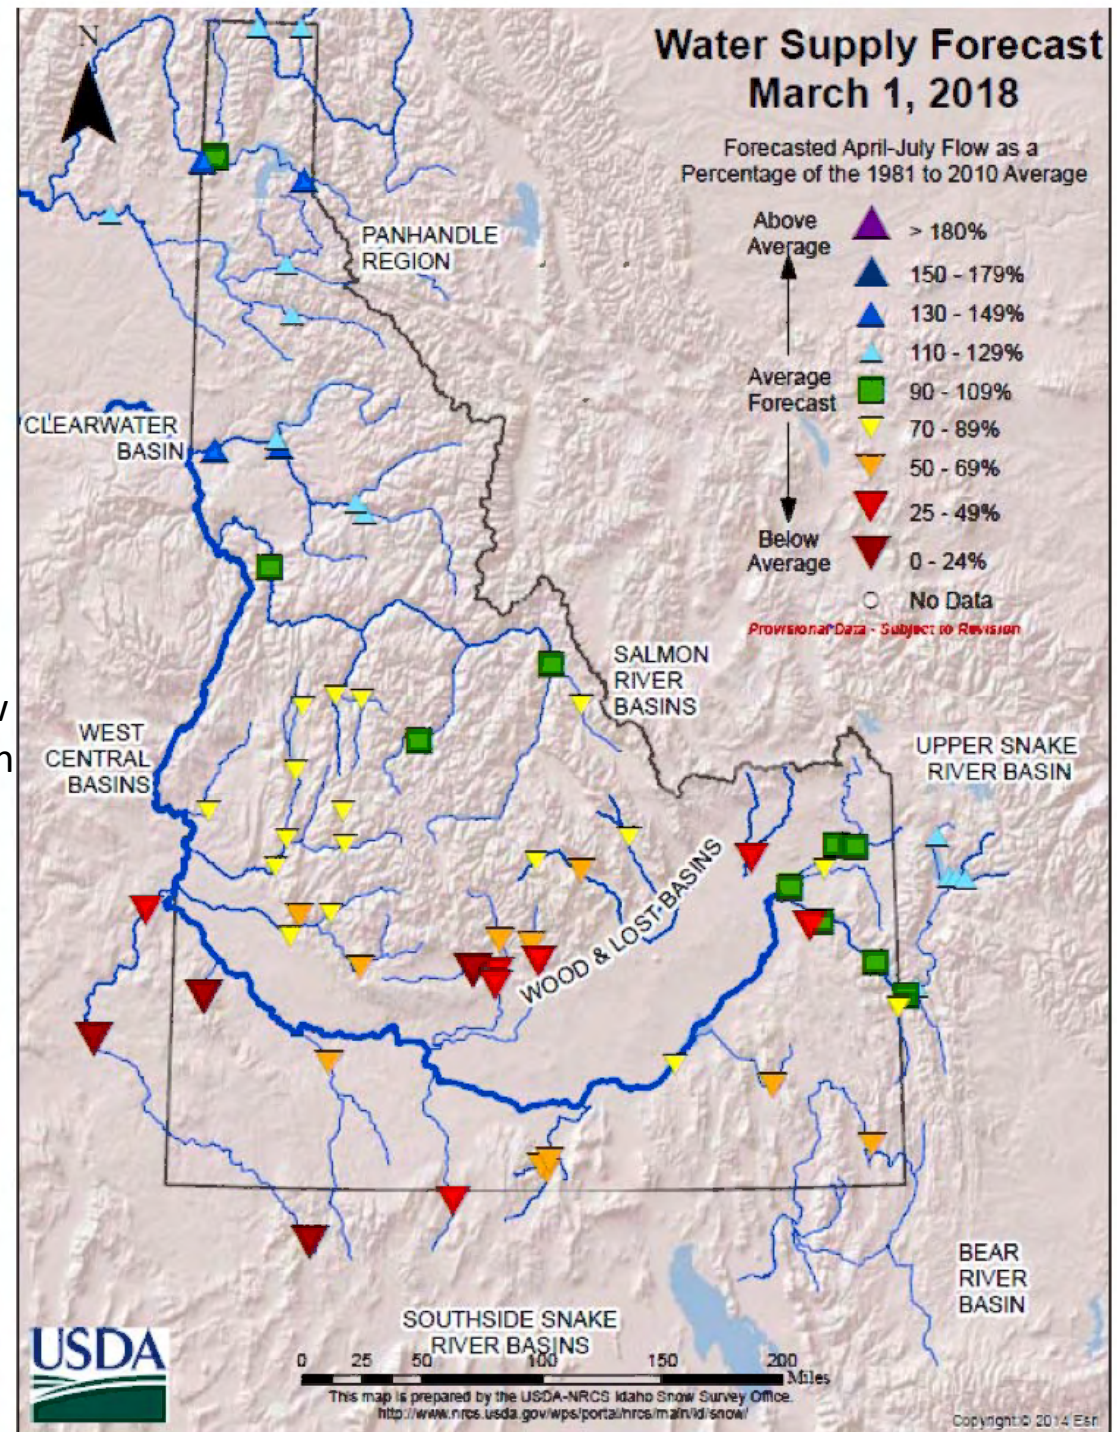 N
Water Supply Forecast
March 1, 2018
Forecasted April-July Flow as a
Percentage of the 1981 to 2010 Average
Above
Average
> 180%
150 - 179%
130 - 149%
110 - 129%
Average
Forecast
90 - 109%
70 - 89%
50 - 69%
25 - 49%
Below
Average
0 - 24%
No Data
Provisional Data - Subject to Revision
PANHANDLE
REGION
CLEARWATER
BASIN
SALMON
RIVER
BASINS
WEST
CENTRAL
BASINS
UPPER SNAKE
RIVER BASIN
WOOD & LOST BASINS
BEAR
RIVER
BASIN
SOUTHSIDE SNAKE
RIVER BASINS
USDA
0 25 50 100 150 200
Miles
This map is prepared by the USDA-NRCS Idaho Snow Survey Office.
http://www.nrcs.usda.gov/wps/portal/nrcs/main/id/snow/
Copyright:© 2014 Esri